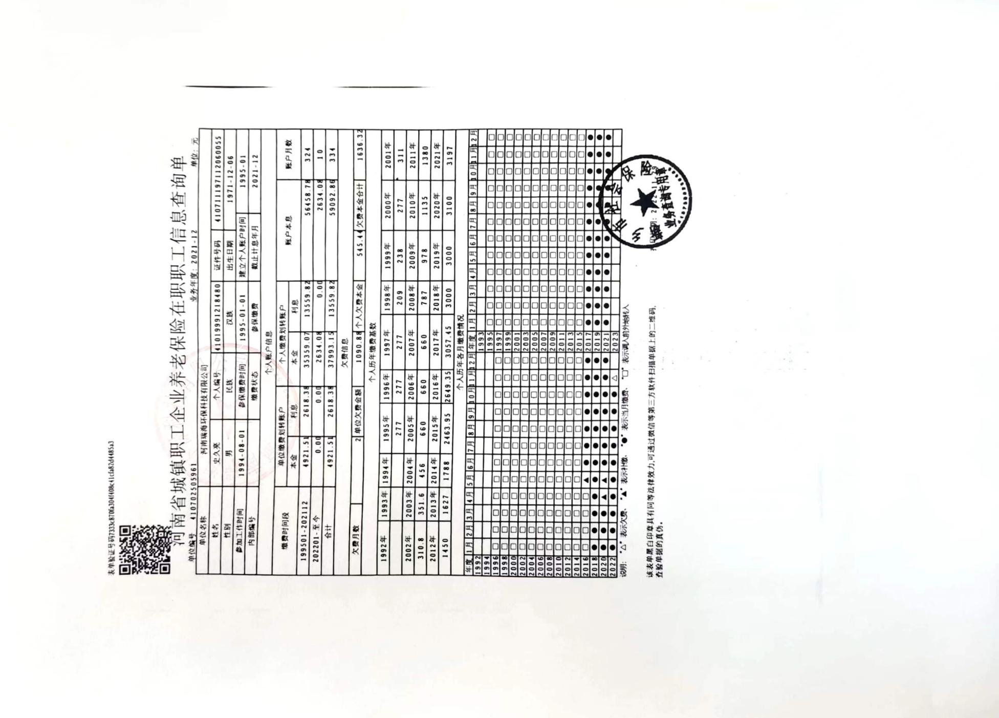 表单验证号码7333c870fa304f408c41cfa82d4485a3
河南省城镇职工企业养老保险在职职工信息查询单
单位编号 410702505961 业务年度: 2021-12 单位: 元
单位名称 河南瑞海环保科技有限公司
姓名 史久亮 个人编号 41019991218480 证件号码 410711197112060055
性别 男 民族 汉族 出生日期 1971-12-06
参加工作时间 1994-08-01 参保缴费时间 1995-01-01 建立个人账户时间 1995-01
内部编号 缴费状态 参保缴费 截止计息年月 2021-12
个人账户信息
缴费时间段 单位缴费划转账户 个人缴费划转账户 账户本息 账户月数
本金 利息 本金 利息
199501-202112 4921.51 2618.38 35359.07 13559.82 56458.78 324
202201-至今 0.00 0.00 2634.08 0.00 2634.08 10
合计 4921.51 2618.38 37993.15 13559.82 59092.86 334
欠费信息
欠费月数 2 单位欠费金额 1090.88 个人欠费本金 545.44 欠费本金合计 1636.32
个人历年缴费基数
1992年 1993年 1994年 1995年 1996年 1997年 1998年 1999年 2000年 2001年
277 277 277 209 238 277 311
2002年 2003年 2004年 2005年 2006年 2007年 2008年 2009年 2010年 2011年
310.8 351.6 456 660 660 660 787 978 1135 1380
2012年 2013年 2014年 2015年 2016年 2017年 2018年 2019年 2020年 2021年
1450 1627 1788 2463.95 2649.35 3057.45 3000 3000 3100 3197
个人历年各月缴费情况
年度 1月 2月 3月 4月 5月 6月 7月 8月 9月 10月 11月 12月 年度 1月 2月 3月 4月 5月 6月 7月 8月 9月 10月 11月 12月
1992 1993
1994 1995 □ □ □ □ □ □ □ □ □ □ □ □
1996 □ □ □ □ □ □ □ □ □ □ □ □ 1997 □ □ □ □ □ □ □ □ □ □ □ □
1998 □ □ □ □ □ □ □ □ □ □ □ □ 1999 □ □ □ □ □ □ □ □ □ □ □ □
2000 □ □ □ □ □ □ □ □ □ □ □ □ 2001 □ □ □ □ □ □ □ □ □ □ □ □
2002 □ □ □ □ □ □ □ □ □ □ □ □ 2003 □ □ □ □ □ □ □ □ □ □ □ □
2004 □ □ □ □ □ □ □ □ □ □ □ □ 2005 □ □ □ □ □ □ □ □ □ □ □ □
2006 □ □ □ □ □ □ □ □ □ □ □ □ 2007 □ □ □ □ □ □ □ □ □ □ □ □
2008 □ □ □ □ □ □ □ □ □ □ □ □ 2009 □ □ □ □ □ □ □ □ □ □ □ □
2010 □ □ □ □ □ □ □ □ □ □ □ □ 2011 □ □ □ □ □ □ □ □ □ □ □ □
2012 □ □ □ □ □ □ □ □ □ □ □ □ 2013 □ □ □ □ □ □ □ □ □ □ □ □
2014 □ □ □ □ □ □ □ □ □ □ □ □ 2015 □ □ □ □ □ □ □ □ □ □ □ □
2016 □ □ □ □ ▲ ● ● ● ● ● ● ● 2017 ● ● ● ● ● ● ● ● ● ● ● ●
2018 ● ● ● ● ● ● ● ● ● ● ● ● 2019 ● ● ● ● ● ● ● ● ● ● ● ●
2020 ● ● ● ▲ ▲ ● ● ● ● ● ● ● 2021 ● ● ● ● ● ● ● ● ● ● ● ●
2022 ● ● ● ● ● ● ● ● ● ● △ 2023
说明: "△" 表示欠费、 "▲" 表示补缴、 "●" 表示当月缴费、 "□" 表示调入前外地转入
该表单黑白印章具有同等法律效力,可通过微信等第三方软件扫描单据上的二维码,
查验单据的真伪。
社会保险
业务查询专用章